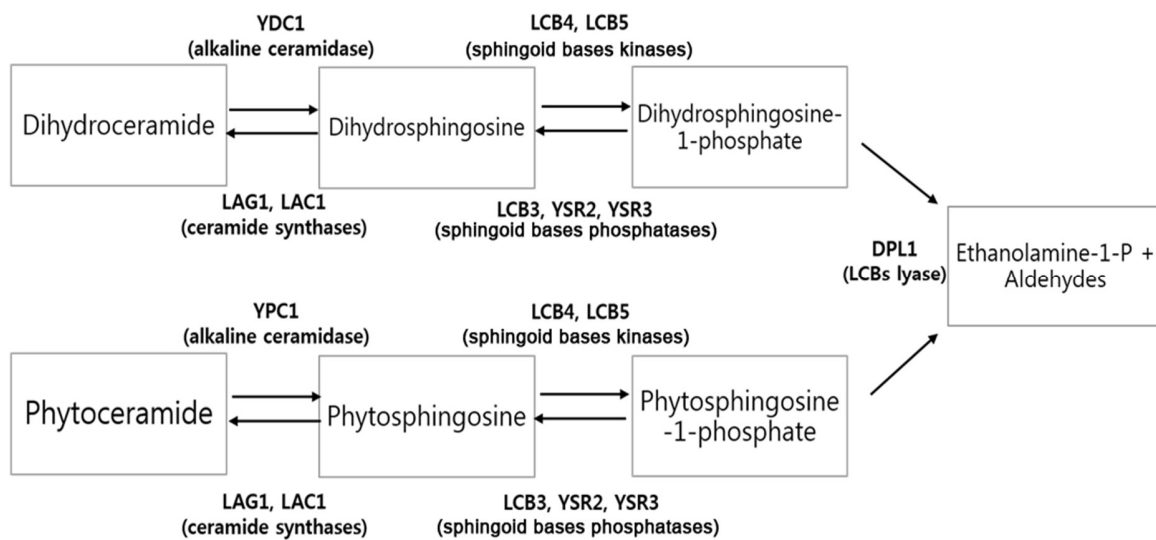 YDC1
(alkaline ceramidase)
LCB4, LCB5
(sphingoid bases kinases)
Dihydroceramide
Dihydrosphingosine
Dihydrosphingosine-
1-phosphate
LAG1, LAC1
(ceramide synthases)
LCB3, YSR2, YSR3
(sphingoid bases phosphatases)
DPL1
(LCBs lyase)
Ethanolamine-1-P +
Aldehydes
YPC1
(alkaline ceramidase)
LCB4, LCB5
(sphingoid bases kinases)
Phytoceramide
Phytosphingosine
Phytosphingosine
-1-phosphate
LAG1, LAC1
(ceramide synthases)
LCB3, YSR2, YSR3
(sphingoid bases phosphatases)